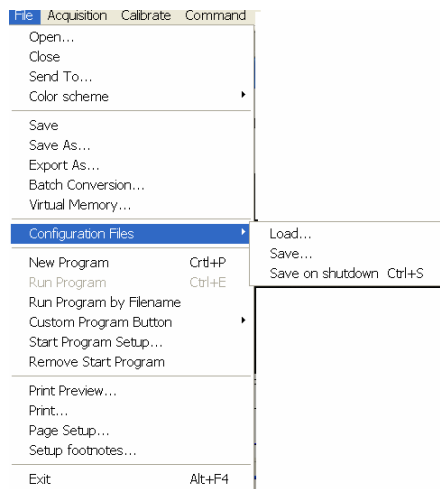 File Acquisition Calibrate Command
Open...
Close
Send To...
Color scheme
Save
Save As...
Export As...
Batch Conversion...
Virtual Memory...
Configuration Files
Load...
Save...
Save on shutdown Ctrl+S
New Program Crtl+P
Run Program Ctrl+E
Run Program by Filename
Custom Program Button
Start Program Setup...
Remove Start Program
Print Preview...
Print...
Page Setup...
Setup footnotes...
Exit Alt+F4